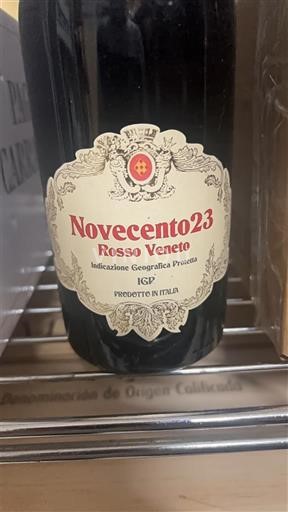 Novecento23
Rosso Veneto
Indicazione Geografica Protetta
IGP
PRODOTTO IN ITALIA
Denominación de Origen Calificada